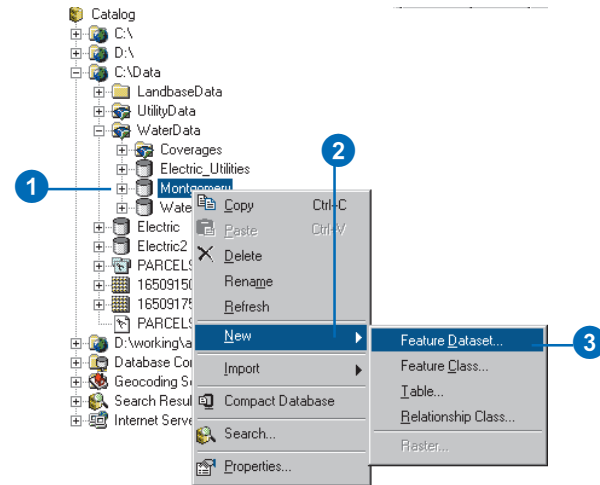 Catalog
C:\
D:\
C:\Data
LandbaseData
UtilityData
WaterData
Coverages
2
Electric_Utilities
1
Montgomery
Wate
Electric
Electric2
PARCELS
16509150
16509175
PARCELS
D:\working\a
Database Co
Geocoding Se
Search Resul
Internet Serve
Copy Ctrl-C
Paste Ctrl-V
Delete
Rename
Refresh
New
Import
Compact Database
Search...
Properties...
Feature Dataset...
3
Feature Class...
Table...
Relationship Class...
Raster...